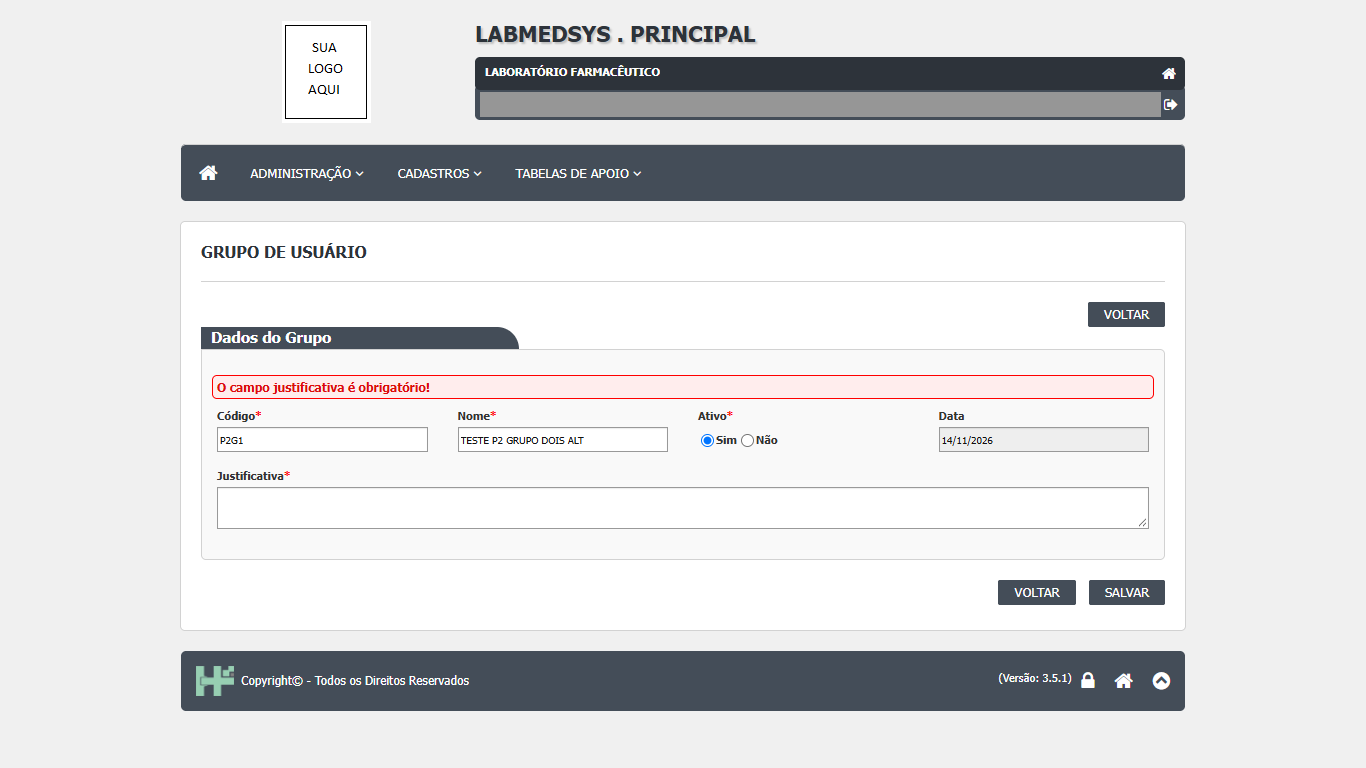 SUA
LOGO
AQUI
LABMEDSYS . PRINCIPAL
LABORATÓRIO FARMACÊUTICO
ADMINISTRAÇÃO CADASTROS TABELAS DE APOIO
GRUPO DE USUÁRIO
VOLTAR
Dados do Grupo
O campo justificativa é obrigatório!
Código* Nome* Ativo* Data
P2G1 TESTE P2 GRUPO DOIS ALT Sim Não 14/11/2026
Justificativa*
VOLTAR SALVAR
Copyright© - Todos os Direitos Reservados (Versão: 3.5.1)